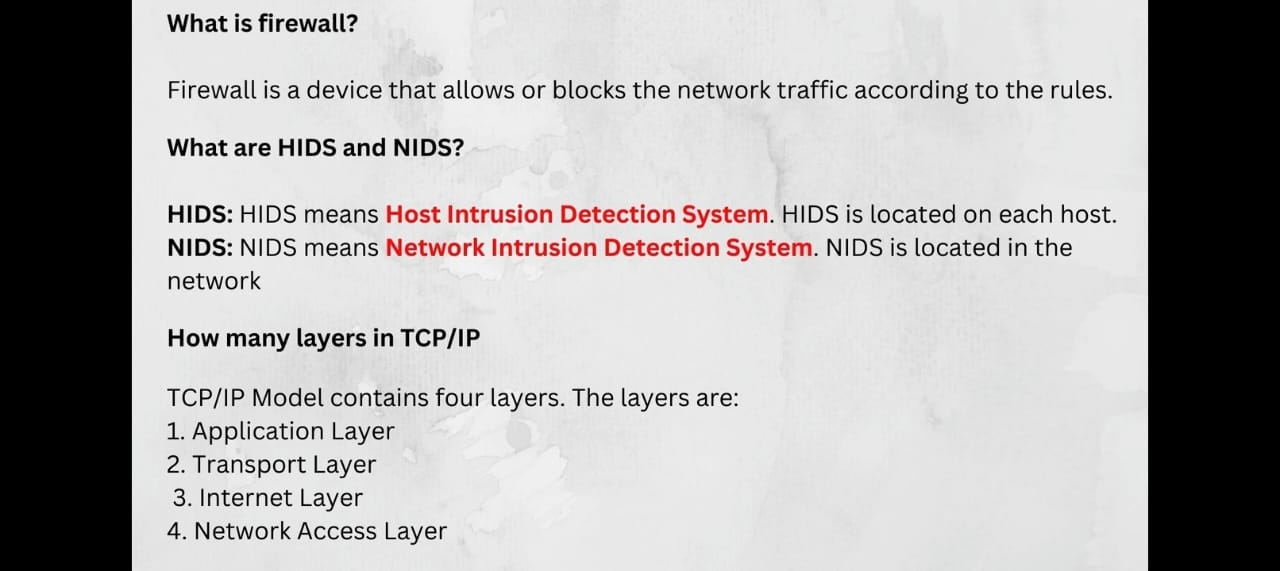 What is firewall?
Firewall is a device that allows or blocks the network traffic according to the rules.
What are HIDS and NIDS?
HIDS: HIDS means Host Intrusion Detection System. HIDS is located on each host.
NIDS: NIDS means Network Intrusion Detection System. NIDS is located in the
network
How many layers in TCP/IP
TCP/IP Model contains four layers. The layers are:
1. Application Layer
2. Transport Layer
3. Internet Layer
4. Network Access Layer